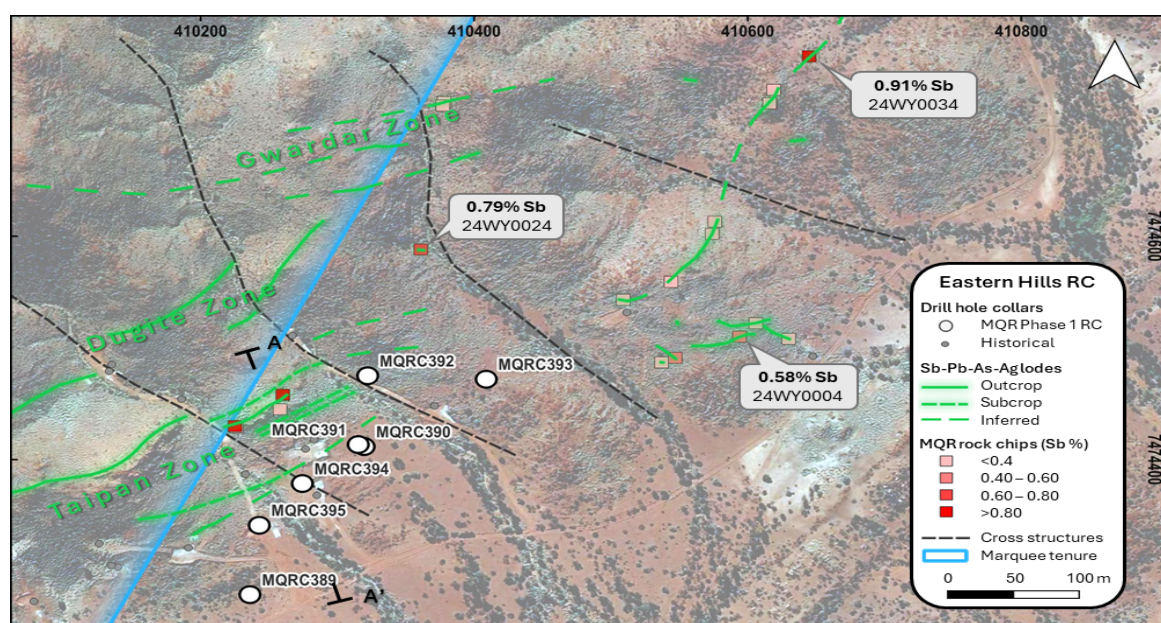 410200
410400
410600
410800
0.91% Sb
24WY0034
Gwardar Zone
0.79% Sb
24WY0024
7474600
Dugite Zone
A
MQRC392
MQRC393
0.58% Sb
24WY0004
MQRC391
MQRC390
7474400
Taipan Zone
MQRC394
MQRC395
MQRC389
A'
Eastern Hills RC
Drill hole collars
MQR Phase 1 RC
Historical
Sb-Pb-As-Aglodes
Outcrop
Subcrop
Inferred
MQR rock chips (Sb %)
<0.4
0.40 – 0.60
0.60 – 0.80
>0.80
Cross structures
Marquee tenure
0 50 100 m